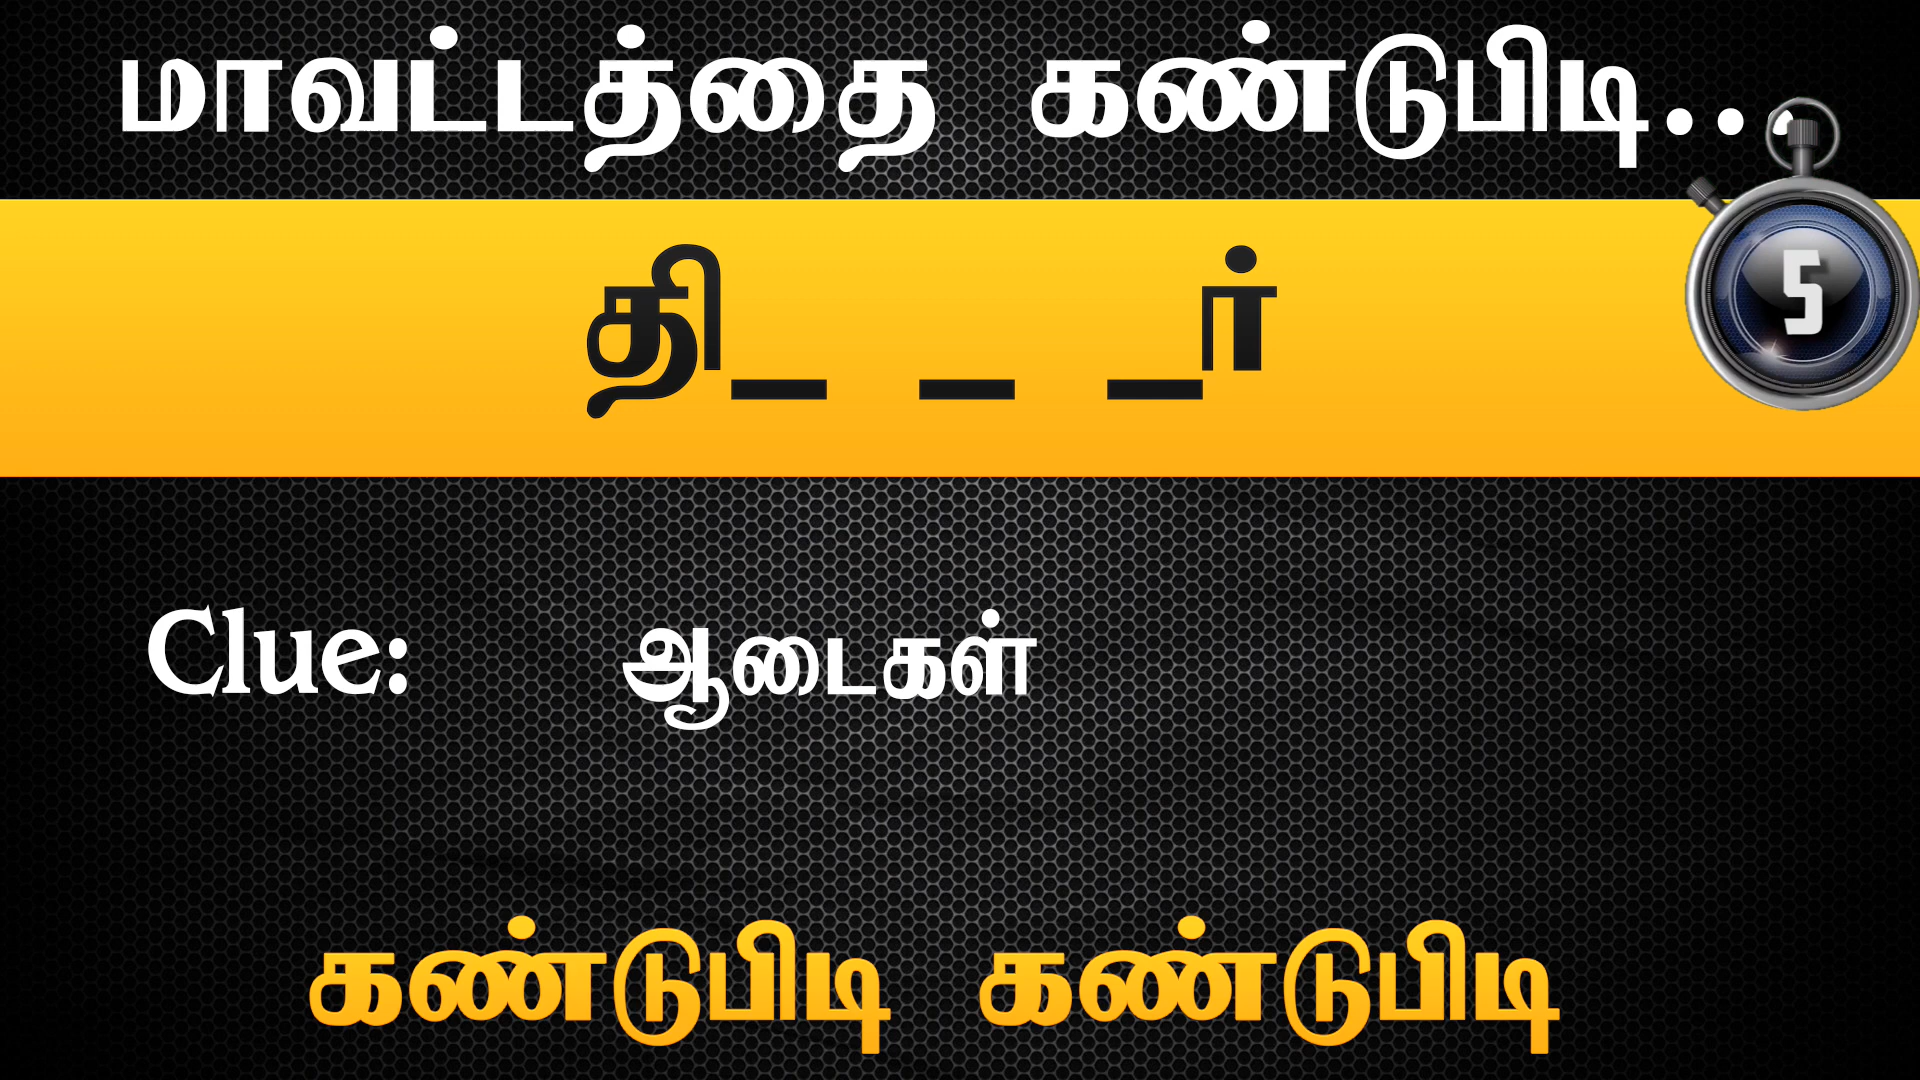 மாவட்டத்தை கண்டுபிடி...
தி_ _ _ர்
5
Clue: ஆடைகள்
கண்டுபிடி கண்டுபிடி